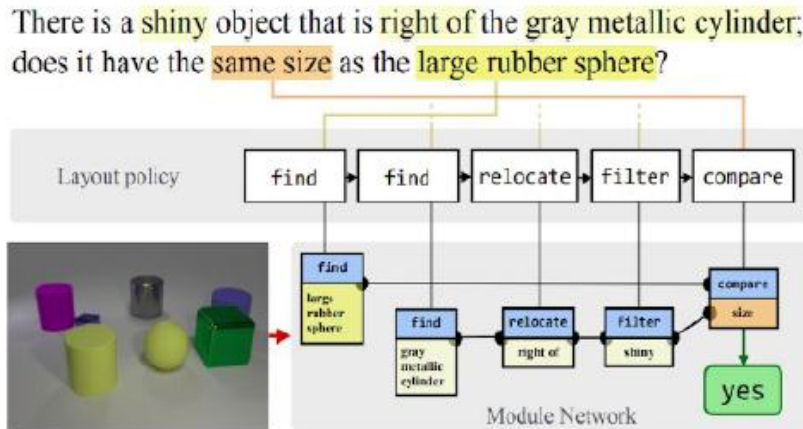 There is a shiny object that is right of the gray metallic cylinder;
does it have the same size as the large rubber sphere?
Layout policy
find
find
relocate
filter
compare
find
large
rubber
sphere
find
gray
metallic
cylinder
relocate
right of
filter
shiny
compare
size
yes
Module Network